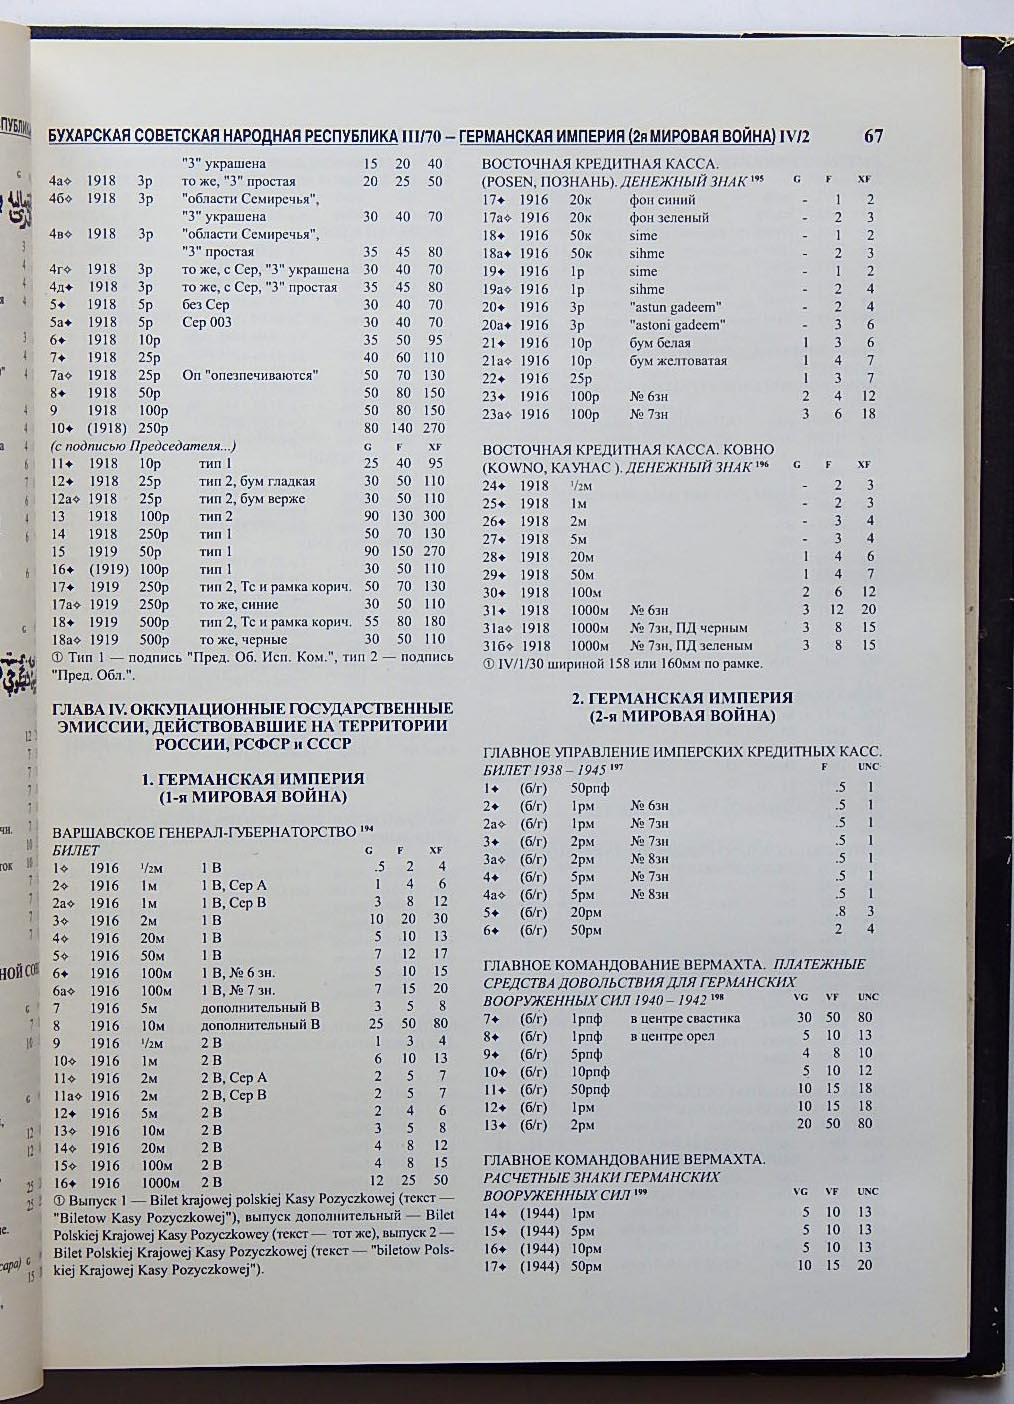 БУХАРСКАЯ СОВЕТСКАЯ НАРОДНАЯ РЕСПУБЛИКА III/70 – ГЕРМАНСКАЯ ИМПЕРИЯ (2я МИРОВАЯ ВОЙНА) IV/2 67
"3" украшена 15 20 40
4а⟡ 1918 3р то же, "3" простая 20 25 50
4б⟡ 1918 3р "области Семиречья",
"3" украшена 30 40 70
4в⟡ 1918 3р "области Семиречья",
"3" простая 35 45 80
4г⟡ 1918 3р то же, с Сер, "3" украшена 30 40 70
4д✦ 1918 3р то же, с Сер, "3" простая 35 45 80
5✦ 1918 5р без Сер 30 40 70
5а✦ 1918 5р Сер 003 30 40 70
6✦ 1918 10р 35 50 95
7✦ 1918 25р 40 60 110
7а⟡ 1918 25р Оп "опезпечиваются" 50 70 130
8✦ 1918 50р 50 80 150
9 1918 100р 50 80 150
10✦ (1918) 250р 80 140 270
(с подписью Председателя...) G F XF
11✦ 1918 10р тип 1 25 40 95
12✦ 1918 25р тип 2, бум гладкая 30 50 110
12а⟡ 1918 25р тип 2, бум верже 30 50 110
13 1918 100р тип 2 90 130 300
14 1918 250р тип 1 50 70 130
15 1919 50р тип 1 90 150 270
16✦ (1919) 100р тип 1 30 50 110
17✦ 1919 250р тип 2, Тс и рамка корич. 50 70 130
17а⟡ 1919 250р то же, синие 30 50 110
18✦ 1919 500р тип 2, Тс и рамка корич. 55 80 180
18а⟡ 1919 500р то же, черные 30 50 110
① Тип 1 — подпись "Пред. Об. Исп. Ком.", тип 2 — подпись
"Пред. Обл.".
ГЛАВА IV. ОККУПАЦИОННЫЕ ГОСУДАРСТВЕННЫЕ
ЭМИССИИ, ДЕЙСТВОВАВШИЕ НА ТЕРРИТОРИИ
РОССИИ, РСФСР и СССР
1. ГЕРМАНСКАЯ ИМПЕРИЯ
(1-я МИРОВАЯ ВОЙНА)
ВАРШАВСКОЕ ГЕНЕРАЛ-ГУБЕРНАТОРСТВО 194
БИЛЕТ G F XF
1⟡ 1916 1/2м 1 В .5 2 4
2⟡ 1916 1м 1 В, Сер А 1 4 6
2а⟡ 1916 1м 1 В, Сер В 3 8 12
3⟡ 1916 2м 1 В 10 20 30
4⟡ 1916 20м 1 В 5 10 13
5⟡ 1916 50м 1 В 7 12 17
6✦ 1916 100м 1 В, № 6 зн. 5 10 15
6а✦ 1916 100м 1 В, № 7 зн. 7 15 20
7 1916 5м дополнительный В 3 5 8
8 1916 10м дополнительный В 25 50 80
9 1916 1/2м 2 В 1 3 4
10⟡ 1916 1м 2 В 6 10 13
11⟡ 1916 2м 2 В, Сер А 2 5 7
11а⟡ 1916 2м 2 В, Сер В 2 5 7
12✦ 1916 5м 2 В 2 4 6
13⟡ 1916 10м 2 В 3 5 8
14⟡ 1916 20м 2 В 4 8 12
15⟡ 1916 100м 2 В 4 8 15
16✦ 1916 1000м 2 В 12 25 50
① Выпуск 1 — Bilet krajowej polskiej Kasy Pozyczkowej (текст —
"Biletow Kasy Pozyczkowej"), выпуск дополнительный — Bilet
Polskiej Krajowej Kasy Pozyczkowey (текст — тот же), выпуск 2 —
Bilet Polskiej Krajowej Kasy Pozyczkowej (текст — "biletow Pols-
kiej Krajowej Kasy Pozyczkowej").
ВОСТОЧНАЯ КРЕДИТНАЯ КАССА.
(POSEN, ПОЗНАНЬ). ДЕНЕЖНЫЙ ЗНАК 195 G F XF
17✦ 1916 20к фон синий - 1 2
17а⟡ 1916 20к фон зеленый - 2 3
18✦ 1916 50к sime - 1 2
18а✦ 1916 50к sihme - 2 3
19✦ 1916 1р sime - 1 2
19а⟡ 1916 1р sihme - 2 4
20✦ 1916 3р "astun gadeem" - 2 4
20а✦ 1916 3р "astoni gadeem" - 3 6
21✦ 1916 10р бум белая 1 3 6
21а⟡ 1916 10р бум желтоватая 1 4 7
22✦ 1916 25р 1 3 7
23✦ 1916 100р № 6зн 2 4 12
23а⟡ 1916 100р № 7зн 3 6 18
ВОСТОЧНАЯ КРЕДИТНАЯ КАССА. КОВНО
(KOWNO, КАУНАС ). ДЕНЕЖНЫЙ ЗНАК 196 G F XF
24✦ 1918 1/2м - 2 3
25✦ 1918 1м - 2 3
26✦ 1918 2м - 3 4
27✦ 1918 5м - 3 4
28✦ 1918 20м 1 4 6
29✦ 1918 50м 1 4 7
30✦ 1918 100м 2 6 12
31✦ 1918 1000м № 6зн 3 12 20
31а⟡ 1918 1000м № 7зн, ПД черным 3 8 15
31б⟡ 1918 1000м № 7зн, ПД зеленым 3 8 15
① IV/1/30 шириной 158 или 160мм по рамке.
2. ГЕРМАНСКАЯ ИМПЕРИЯ
(2-я МИРОВАЯ ВОЙНА)
ГЛАВНОЕ УПРАВЛЕНИЕ ИМПЕРСКИХ КРЕДИТНЫХ КАСС.
БИЛЕТ 1938 – 1945 197 F UNC
1✦ (б/г) 50рпф .5 1
2✦ (б/г) 1рм № 6зн .5 1
2а⟡ (б/г) 1рм № 7зн .5 1
3✦ (б/г) 2рм № 7зн .5 1
3а⟡ (б/г) 2рм № 8зн .5 1
4✦ (б/г) 5рм № 7зн .5 1
4а⟡ (б/г) 5рм № 8зн .5 1
5✦ (б/г) 20рм .8 3
6✦ (б/г) 50рм 2 4
ГЛАВНОЕ КОМАНДОВАНИЕ ВЕРМАХТА. ПЛАТЕЖНЫЕ
СРЕДСТВА ДОВОЛЬСТВИЯ ДЛЯ ГЕРМАНСКИХ
ВООРУЖЕННЫХ СИЛ 1940 – 1942 198 VG VF UNC
7✦ (б/г) 1рпф в центре свастика 30 50 80
8✦ (б/г) 1рпф в центре орел 5 10 13
9✦ (б/г) 5рпф 4 8 10
10✦ (б/г) 10рпф 5 10 12
11✦ (б/г) 50рпф 10 15 18
12✦ (б/г) 1рм 10 15 18
13✦ (б/г) 2рм 20 50 80
ГЛАВНОЕ КОМАНДОВАНИЕ ВЕРМАХТА.
РАСЧЕТНЫЕ ЗНАКИ ГЕРМАНСКИХ
ВООРУЖЕННЫХ СИЛ 199 VG VF UNC
14✦ (1944) 1рм 5 10 13
15✦ (1944) 5рм 5 10 13
16✦ (1944) 10рм 5 10 13
17✦ (1944) 50рм 10 15 20